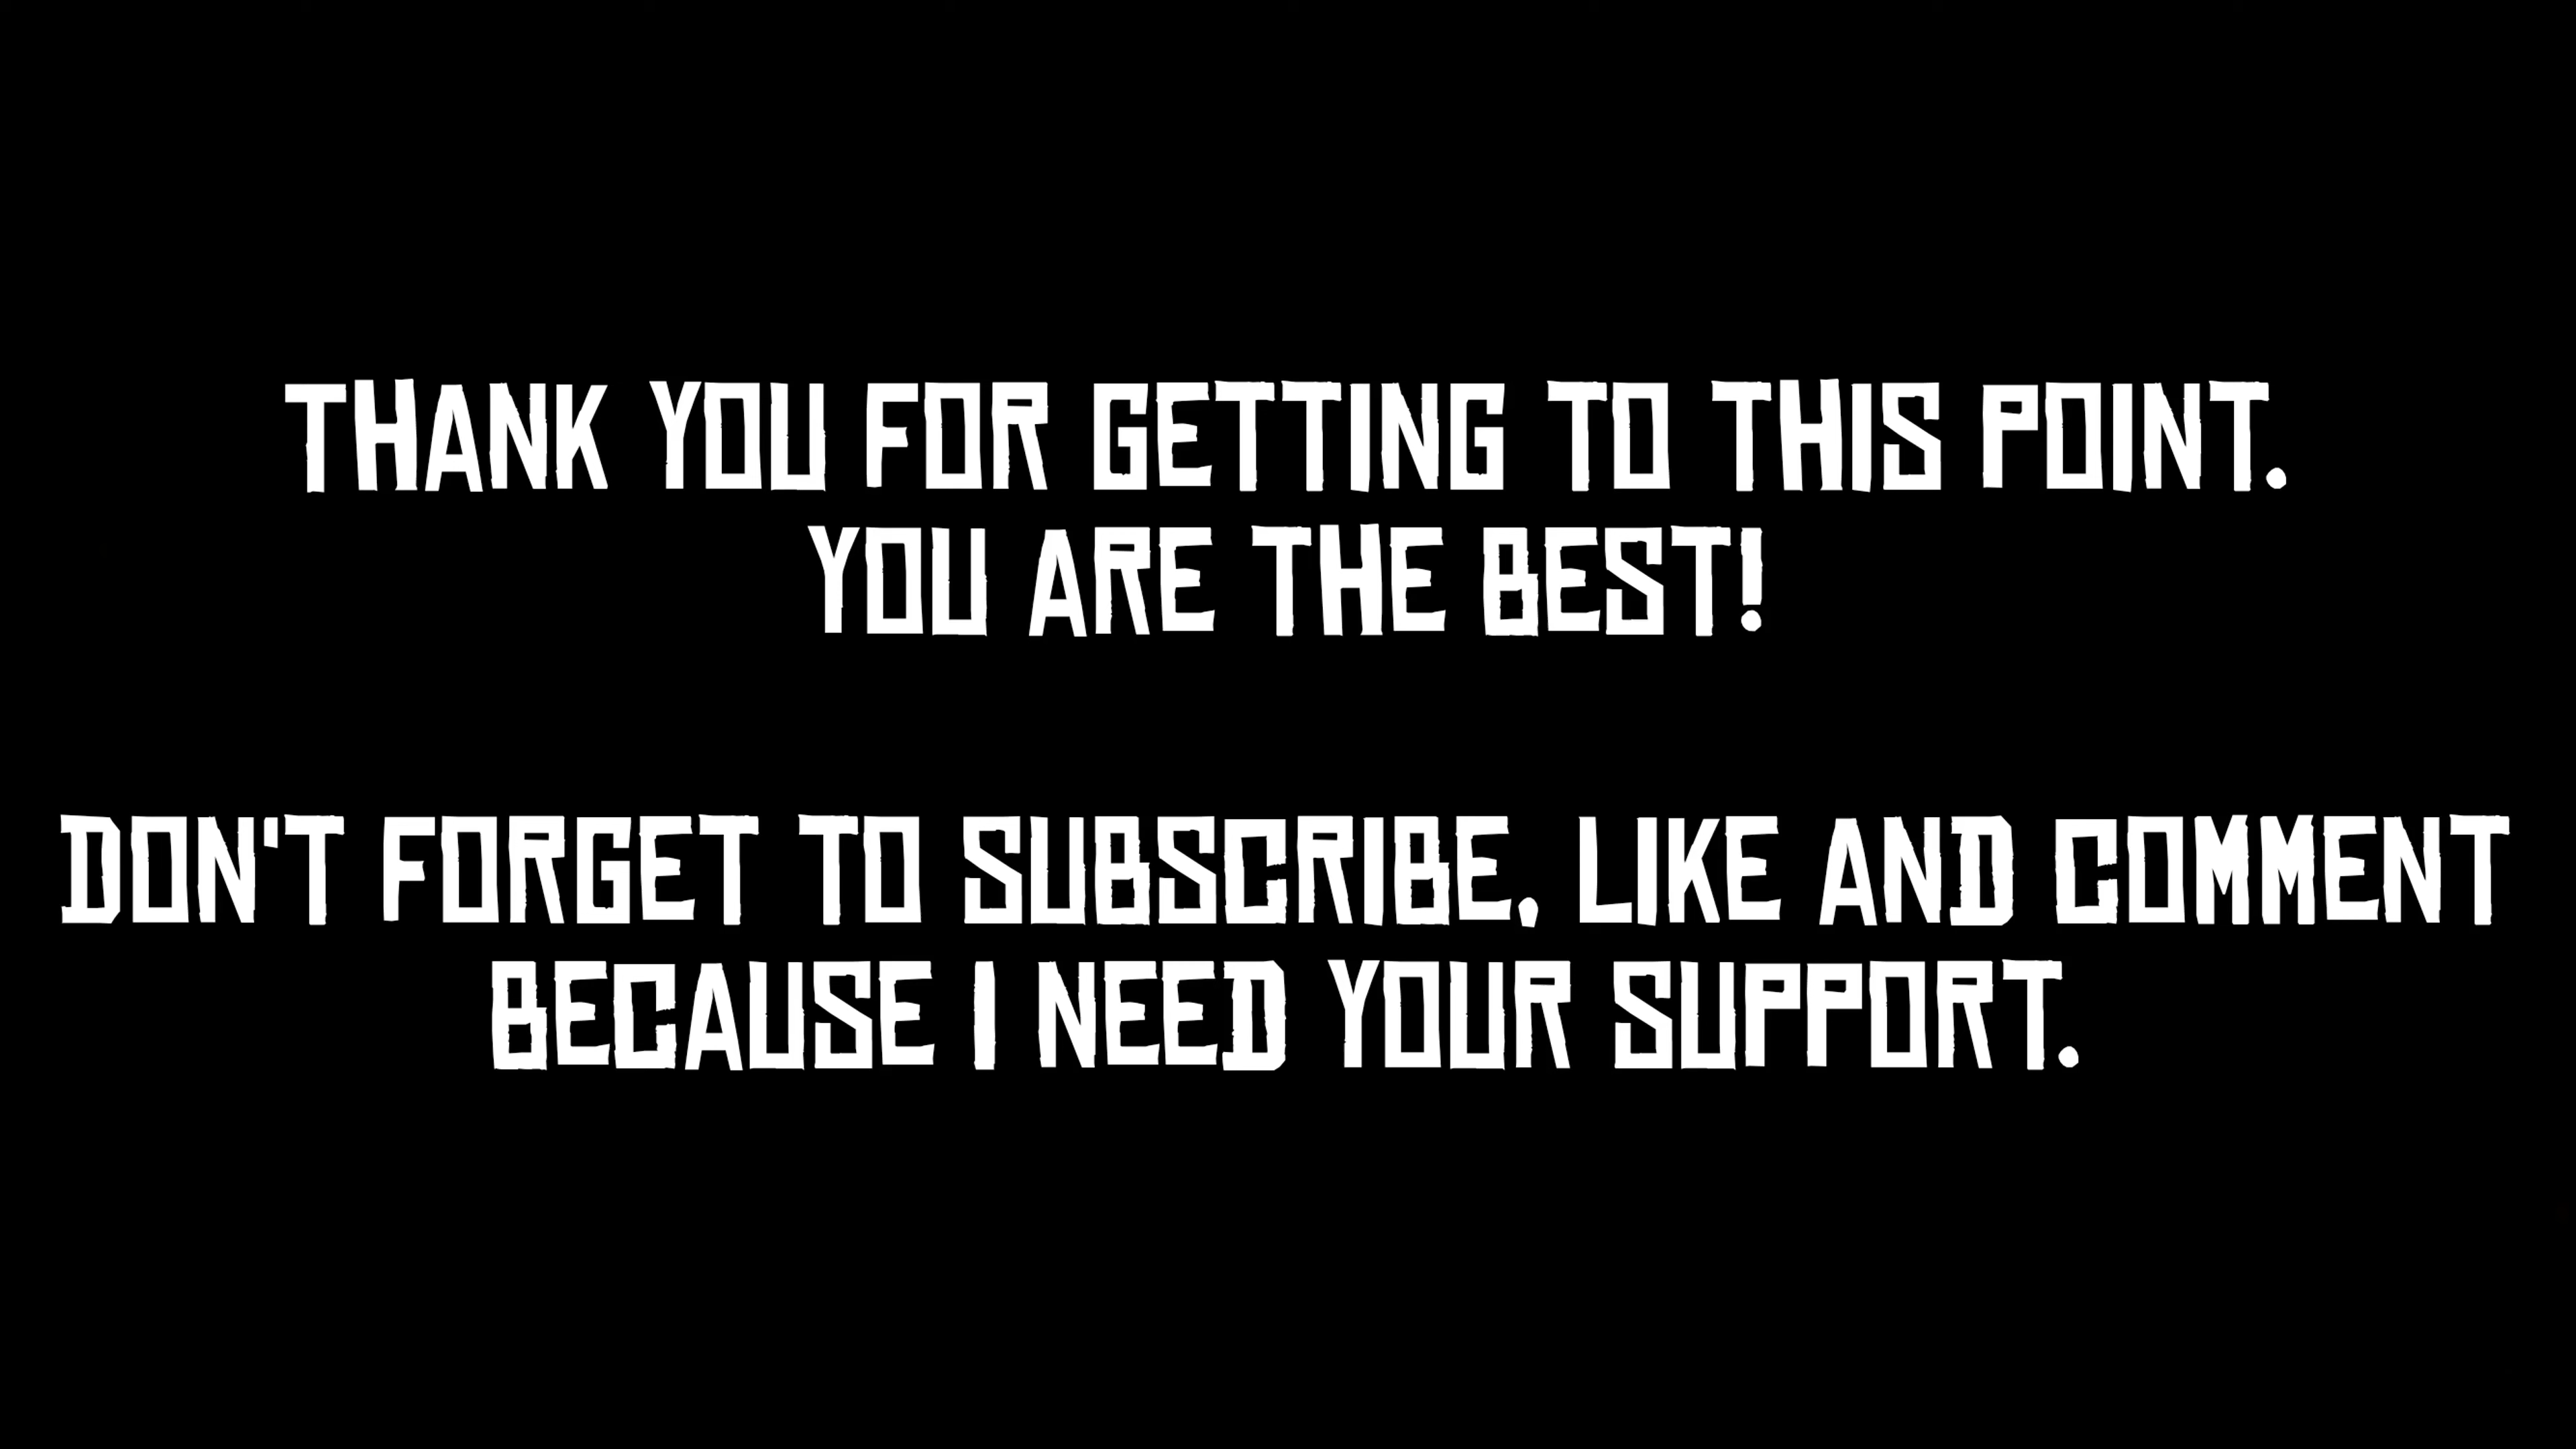 THANK YOU FOR GETTING TO THIS POINT.
YOU ARE THE BEST!
DON'T FORGET TO SUBSCRIBE, LIKE AND COMMENT
BECAUSE I NEED YOUR SUPPORT.